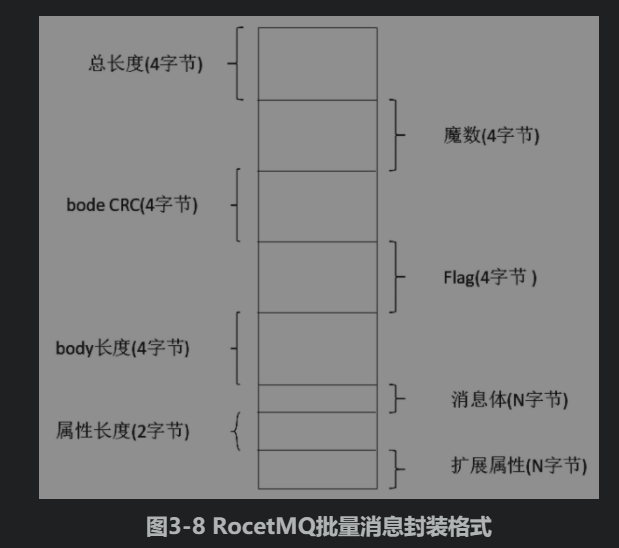 总长度(4字节)
魔数(4字节)
bode CRC(4字节)
Flag(4字节 )
body长度(4字节)
消息体(N字节)
属性长度(2字节)
扩展属性(N字节)
图3-8 RocetMQ批量消息封装格式